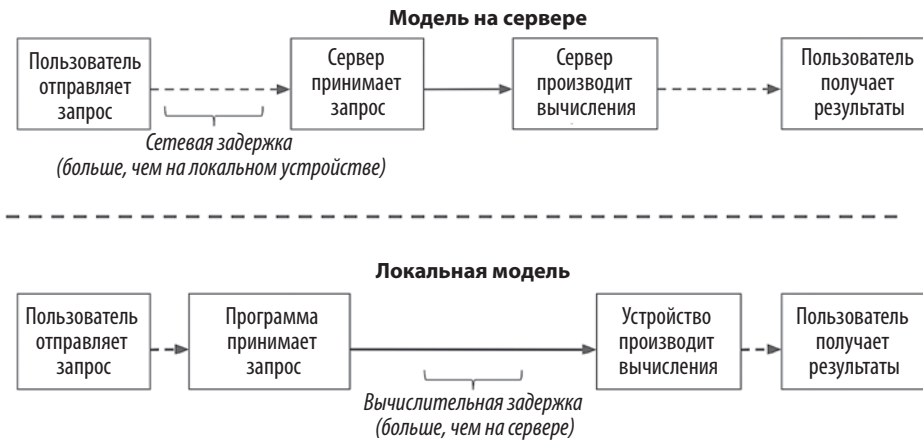 Модель на сервере
Пользователь
отправляет
запрос
Сервер
принимает
запрос
Сервер
производит
вычисления
Пользователь
получает
результаты
Сетевая задержка
(больше, чем на локальном устройстве)
Локальная модель
Пользователь
отправляет
запрос
Программа
принимает
запрос
Устройство
производит
вычисления
Пользователь
получает
результаты
Вычислительная задержка
(больше, чем на сервере)